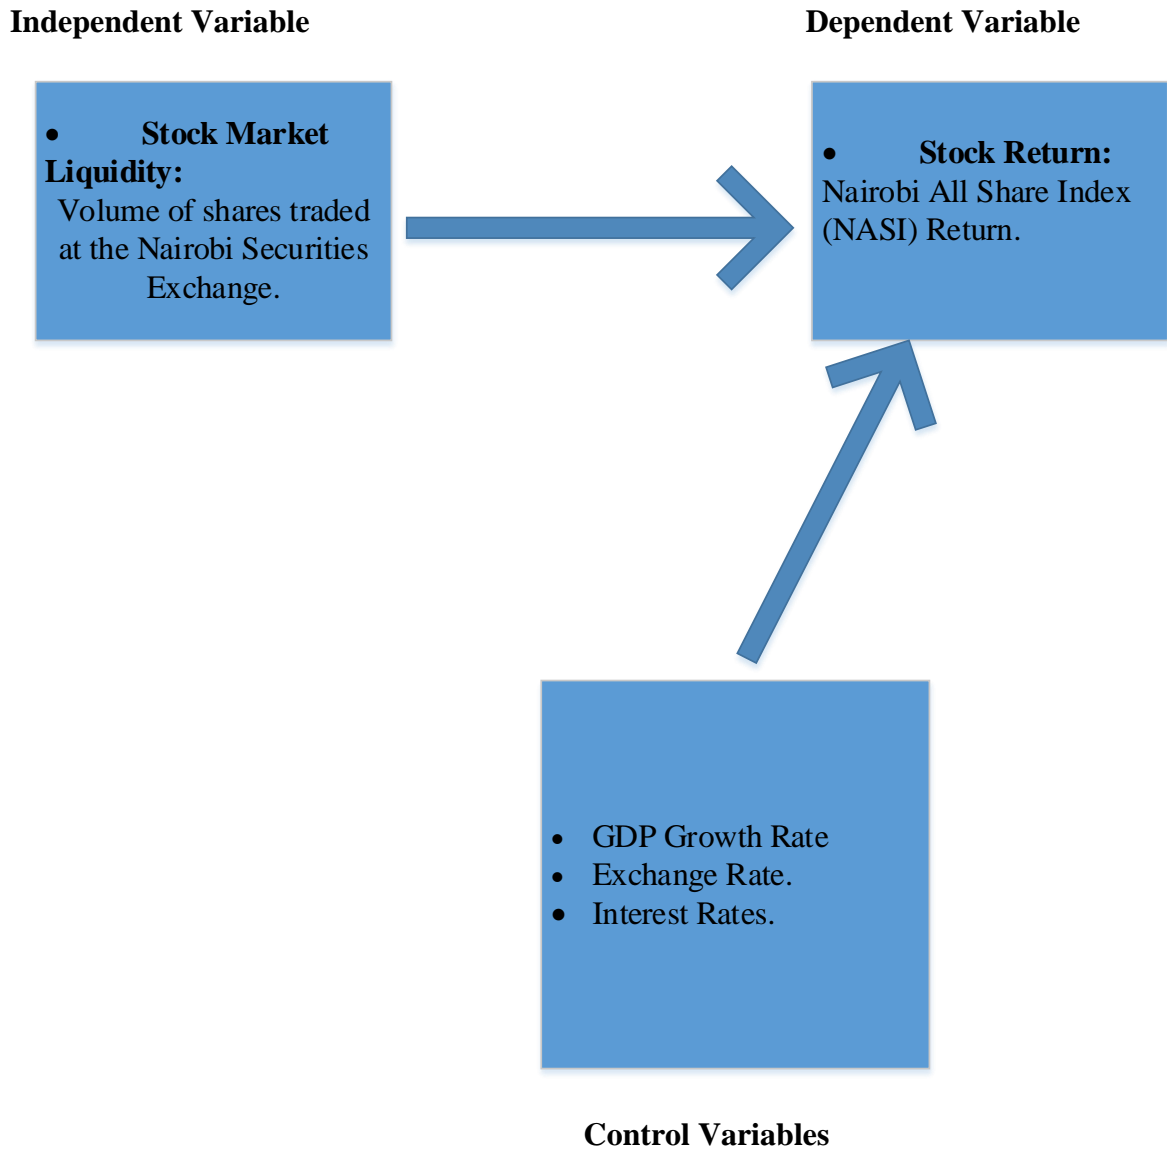 Independent Variable
Dependent Variable
• Stock Market
Liquidity:
Volume of shares traded
at the Nairobi Securities
Exchange.
• Stock Return:
Nairobi All Share Index
(NASI) Return.
• GDP Growth Rate
• Exchange Rate.
• Interest Rates.
Control Variables